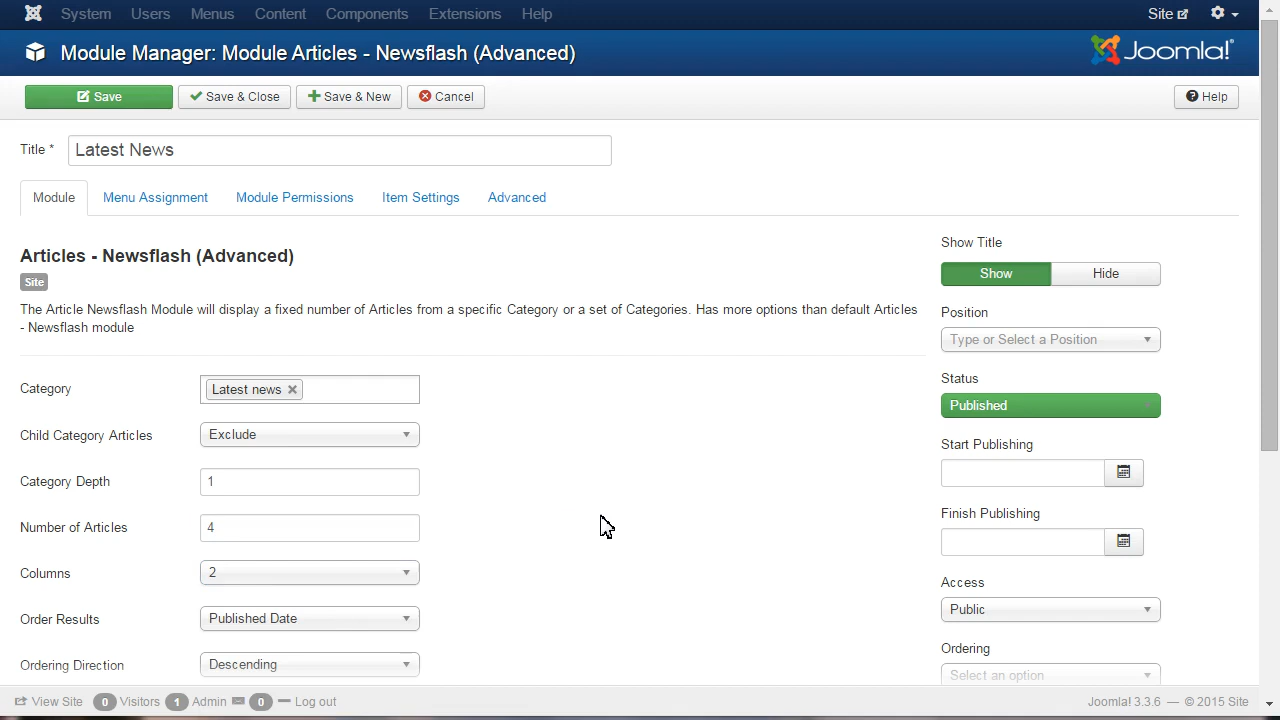 System Users Menus Content Components Extensions Help Site
Module Manager: Module Articles - Newsflash (Advanced) Joomla!®
Save Save & Close Save & New Cancel Help
Title * Latest News
Module Menu Assignment Module Permissions Item Settings Advanced
Articles - Newsflash (Advanced)
Site
The Article Newsflash Module will display a fixed number of Articles from a specific Category or a set of Categories. Has more options than default Articles
- Newsflash module
Category Latest news
Child Category Articles Exclude
Category Depth 1
Number of Articles 4
Columns 2
Order Results Published Date
Ordering Direction Descending
Show Title
Show Hide
Position
Type or Select a Position
Status
Published
Start Publishing
Finish Publishing
Access
Public
Ordering
Select an option
View Site 0 Visitors 1 Admin 0 Log out Joomla! 3.3.6 — © 2015 Site